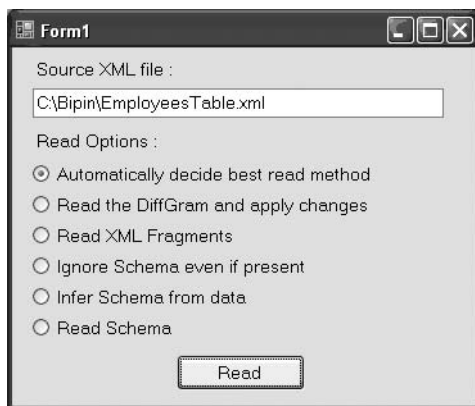 Form1
Source XML file :
C:\Bipin\EmployeesTable.xml
Read Options :
Automatically decide best read method
Read the DiffGram and apply changes
Read XML Fragments
Ignore Schema even if present
Infer Schema from data
Read Schema
Read